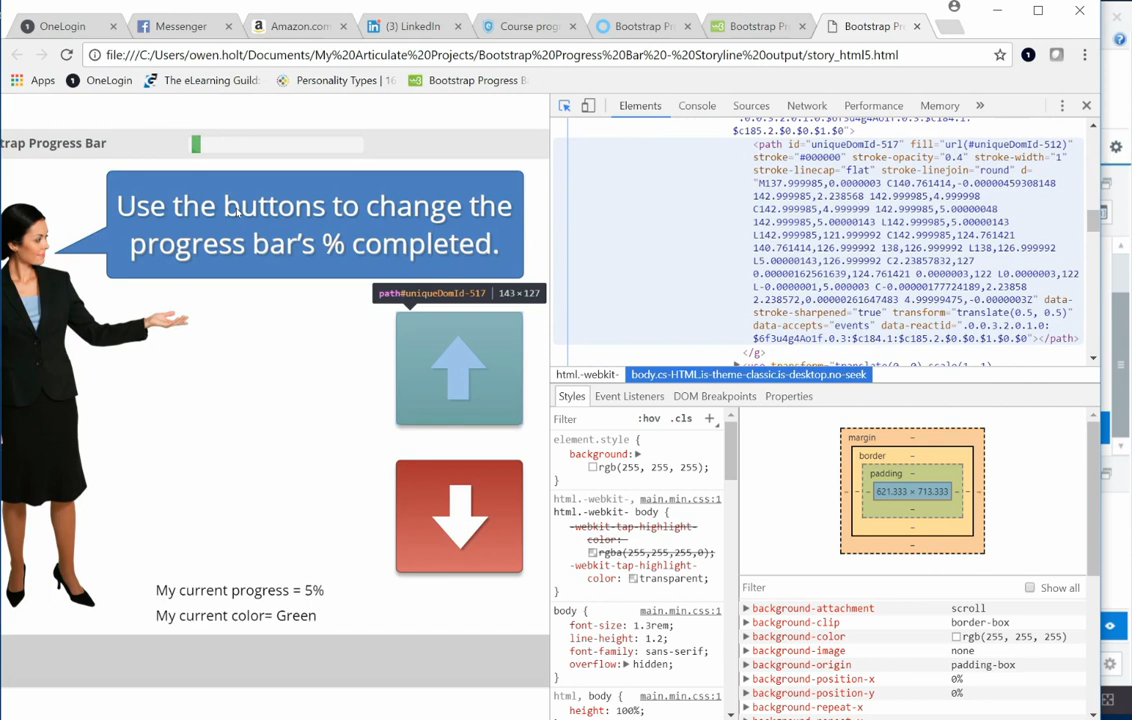 OneLogin
Messenger
Amazon.com
(3) LinkedIn
Course prog
Bootstrap Pr
Bootstrap Pr
Bootstrap Pr
file:///C:/Users/owen.holt/Documents/My%20Articulate%20Projects/Bootstrap%20Progress%20Bar%20-%20Storyline%20output/story_html5.html
Apps
OneLogin
The eLearning Guild
Personality Types | 16
Bootstrap Progress B
Elements Console Sources Network Performance Memory »
.0.0.3.2.0.1.0.$6f3u4g4Ao1f.0.3:$c184.1:
$c185.2.$0.$0.$1.$0">
<path id="uniqueDomId-517" fill="url(#uniqueDomId-512)"
stroke="#000000" stroke-opacity="0.4" stroke-width="1"
stroke-linecap="flat" stroke-linejoin="round" d=
"M137.999985,0.0000003 C140.761414,-0.00000459308148
142.999985,2.238568 142.999985,4.999998
C142.999985,4.999999 142.999985,5.00000048
142.999985,5.00000143 L142.999985,5.00000143
L142.999985,121.999992 C142.999985,124.761421
140.761414,126.999992 138,126.999992 L138,126.999992
L5.00000143,126.999992 C2.23857832,127
0.00000162561639,124.761421 0.0000003,122 L0.0000003,122
L-0.0000001,5.000003 C-0.00000177724189,2.23858
2.238572,0.00000261647483 4.99999475,-0.0000003Z" data-
stroke-sharpened="true" transform="translate(0.5, 0.5)"
data-accepts="events" data-reactid=".0.0.3.2.0.1.0:
$6f3u4g4Ao1f.0.3:$c184.1:$c185.2.$0.$0.$1.$0.$0"></path>
</g>
strap Progress Bar
Use the buttons to change the
progress bar's % completed.
path#uniqueDomId-517 | 143×127
My current progress = 5%
My current color= Green
html.-webkit- body.cs-HTML.is-theme-classic.is-desktop.no-seek
Styles Event Listeners DOM Breakpoints Properties
Filter :hov .cls +
element.style {
background:
rgb(255, 255, 255);
}
html.-webkit-, main.min.css:1
html.-webkit- body {
-webkit-tap-highlight-
color:
rgba(255,255,255,0);
-webkit-tap-highlight-
color: transparent;
}
body { main.min.css:1
font-size: 1.3rem;
line-height: 1.2;
font-family: sans-serif;
overflow: hidden;
}
html, body { main.min.css:1
height: 100%;
margin -
border -
padding -
621.333 × 713.333
Filter Show all
background-attachment scroll
background-clip border-box
background-color rgb(255, 255, 255)
background-image none
background-origin padding-box
background-position-x 0%
background-position-y 0%
background-repeat-x